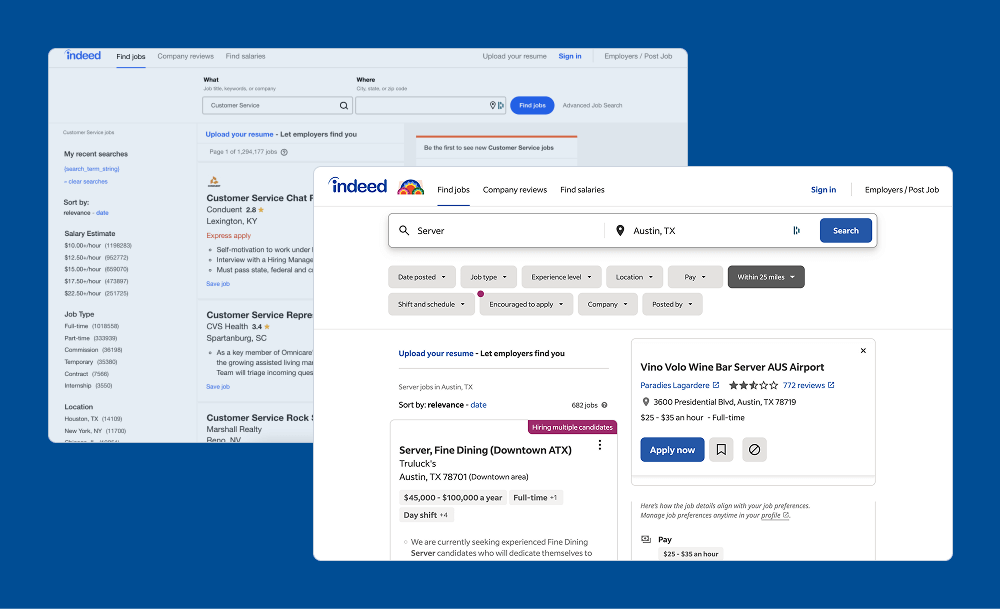 indeed
Find jobs
Company reviews
Find salaries
Upload your resume
Sign in
Employers / Post Job
What
Job title, keywords, or company
Where
City, state, or zip code
Customer Service
Find jobs
Advanced Job Search
Customer Service jobs
My recent searches
{search_term_string}
» clear searches
Sort by:
relevance - date
Salary Estimate
$10.00+/hour (1198283)
$12.50+/hour (952772)
$15.00+/hour (659070)
$17.50+/hour (473897)
$22.50+/hour (251725)
Job Type
Full-time (1018558)
Part-time (333939)
Commission (36198)
Temporary (35380)
Contract (7566)
Internship (3550)
Location
Houston, TX (14109)
New York, NY (11700)
Upload your resume - Let employers find you
Page 1 of 1,294,177 jobs
Be the first to see new Customer Service jobs
Customer Service Chat
Conduent 2.8
Lexington, KY
Express apply
Self-motivation to work under
Interview with a Hiring Manage
Must pass state, federal and
Save job
Customer Service Repre
CVS Health 3.4
Spartanburg, SC
As a key member of Omnicare'
the growing assisted living
Team will triage incoming
Save job
Customer Service Rock
Marshall Realty
Reno, NV
indeed
Find jobs
Company reviews
Find salaries
Sign in
Employers / Post Job
Server
Austin, TX
Search
Date posted
Job type
Experience level
Location
Pay
Within 25 miles
Shift and schedule
Encouraged to apply
Company
Posted by
Upload your resume - Let employers find you
Server jobs in Austin, TX
Sort by: relevance - date
682 jobs
Hiring multiple candidates
Server, Fine Dining (Downtown ATX)
Truluck's
Austin, TX 78701 (Downtown area)
$45,000 - $100,000 a year
Full-time +1
Day shift +4
We are currently seeking experienced Fine Dining
Server candidates who will dedicate themselves to
Vino Volo Wine Bar Server AUS Airport
Paradies Lagardere
772 reviews
3600 Presidential Blvd, Austin, TX 78719
$25 - $35 an hour - Full-time
Apply now
Here's how the job details align with your job preferences.
Manage job preferences anytime in your profile.
Pay
$25 - $35 an hour